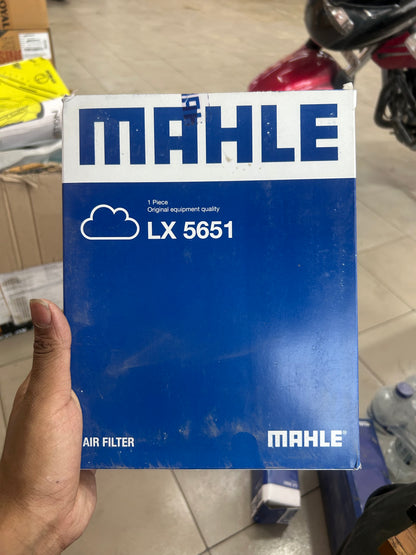 MAHLE
1 Piece
Original equipment quality
LX 5651
AIR FILTER
MAHLE®